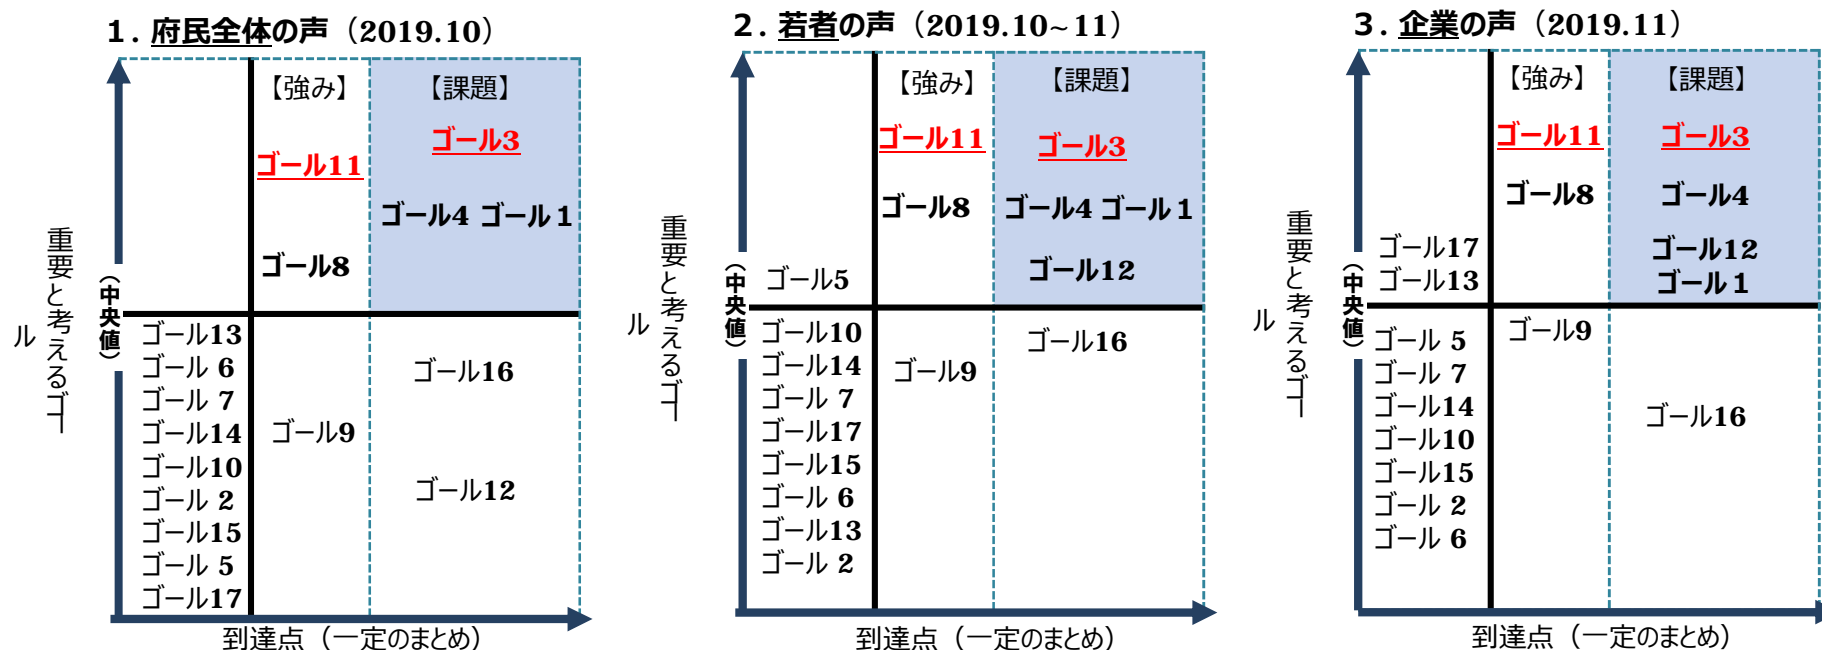 1. 府民全体の声（2019.10）
【強み】
【課題】
ゴール3
ゴール11
ゴール4 ゴール１
ゴール8
重要と考えるゴール
（中央値）
ゴール13
ゴール 6
ゴール 7
ゴール14
ゴール10
ゴール 2
ゴール15
ゴール 5
ゴール17
ゴール9
ゴール16
ゴール12
到達点（一定のまとめ）
2. 若者の声（2019.10~11）
【強み】
【課題】
ゴール11
ゴール3
ゴール8
ゴール4 ゴール１
ゴール12
ゴール5
重要と考えるゴール
（中央値）
ゴール10
ゴール14
ゴール 7
ゴール17
ゴール15
ゴール 6
ゴール13
ゴール 2
ゴール9
ゴール16
到達点（一定のまとめ）
３. 企業の声（2019.11）
【強み】
【課題】
ゴール11
ゴール3
ゴール8
ゴール4
ゴール17
ゴール13
ゴール12
ゴール１
重要と考えるゴール
（中央値）
ゴール 5
ゴール 7
ゴール14
ゴール10
ゴール15
ゴール 2
ゴール 6
ゴール9
ゴール16
到達点（一定のまとめ）